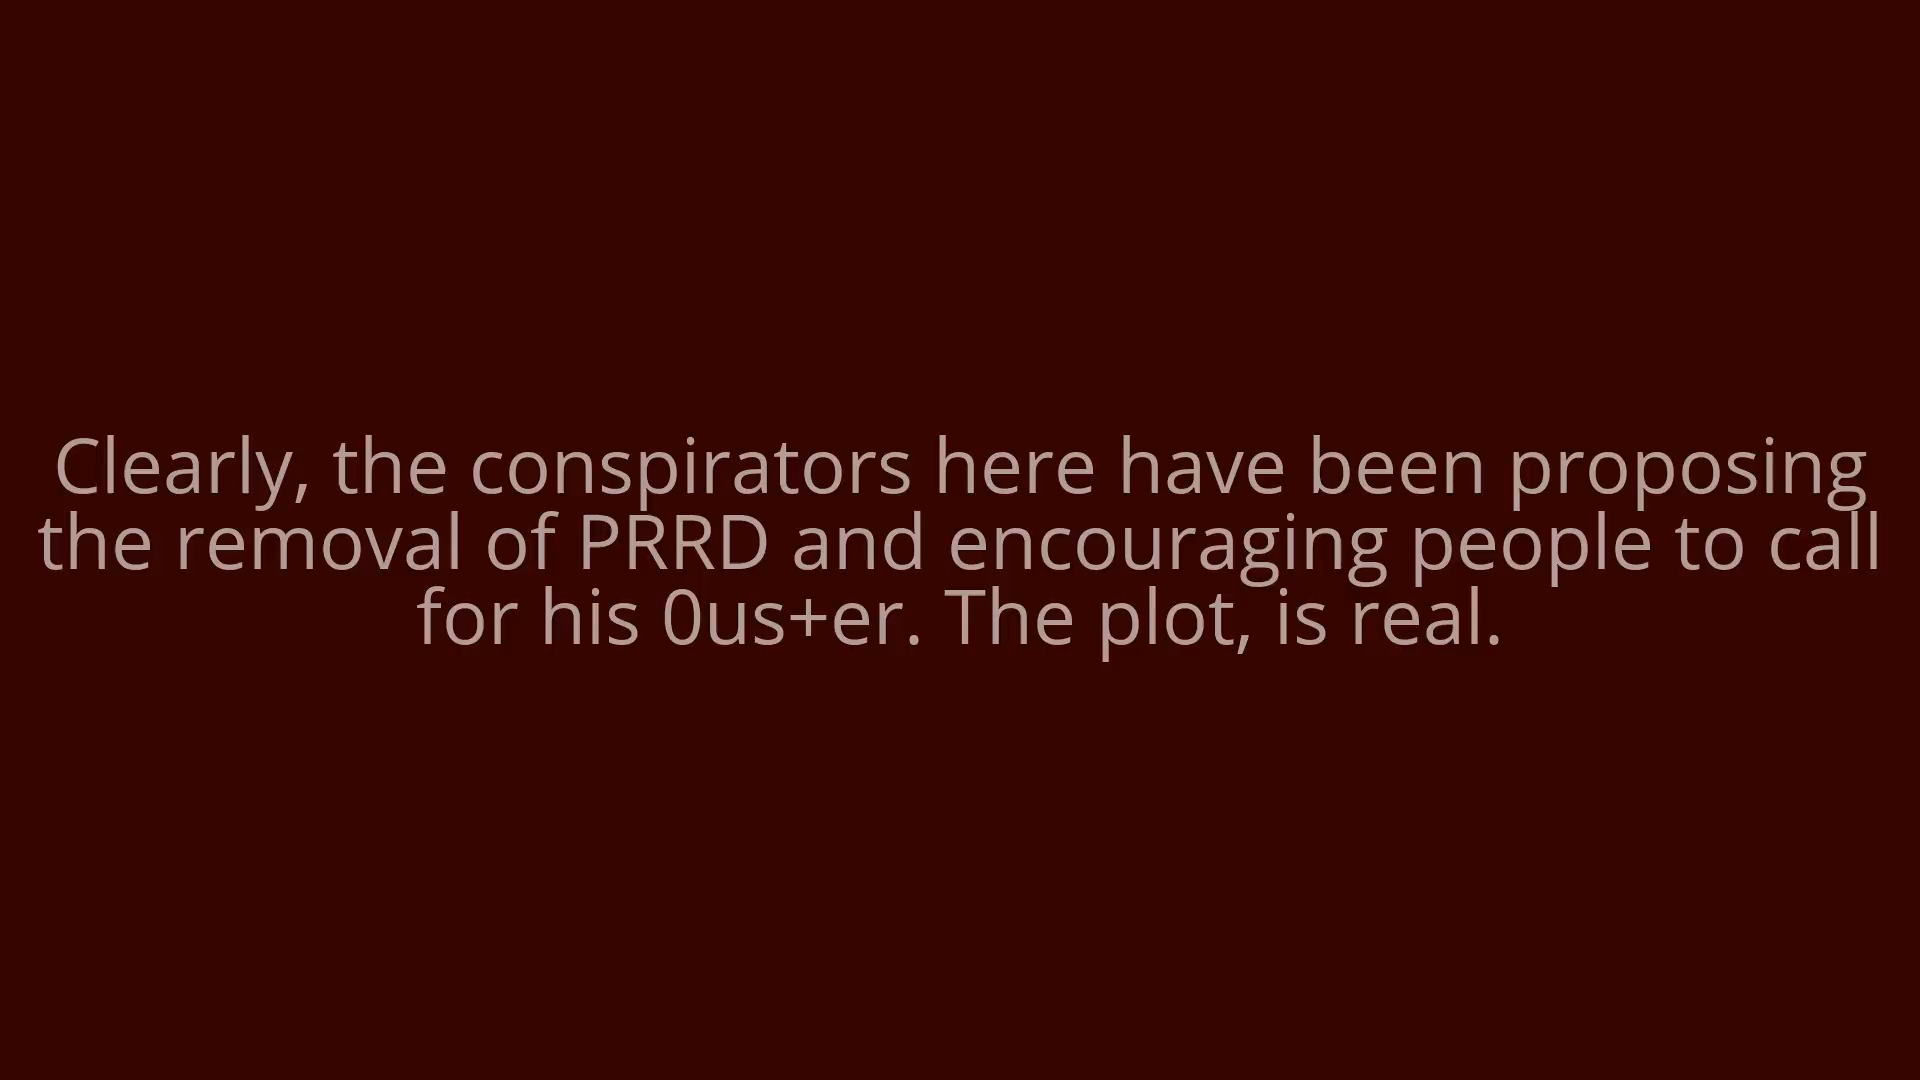 Clearly, the conspirators here have been proposing
the removal of PRRD and encouraging people to call
for his 0us+er. The plot, is real.